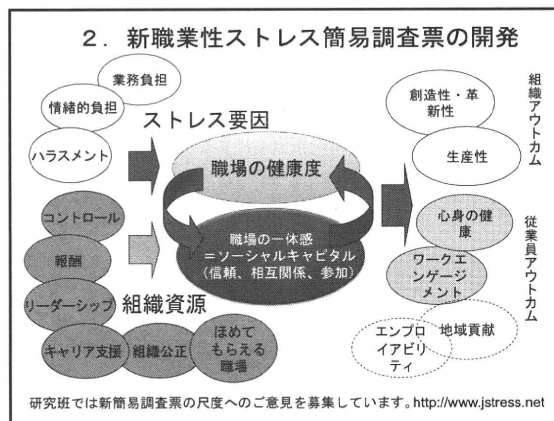 2. 新職業性ストレス簡易調査票の開発
業務負担
情緒的負担
ハラスメント
ストレス要因
コントロール
報酬
リーダーシップ
組織資源
キャリア支援
組織公正
ほめて
もらえる
職場
職場の健康度
職場の一体感
=ソーシャルキャピタル
(信頼、相互関係、参加)
創造性・革
新性
生産性
組織アウトカム
心身の健
康
ワークエ
ンゲージ
メント
従業員アウトカム
エンプロ
イアビリ
ティ
地域貢献
研究班では新簡易調査票の尺度へのご意見を募集しています。http://www.jstress.net